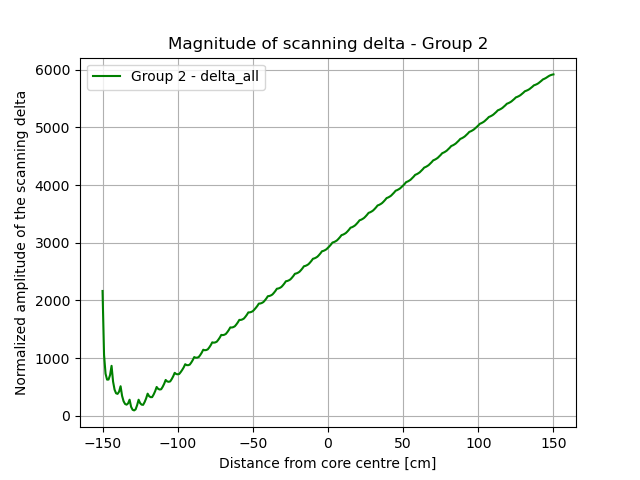 Magnitude of scanning delta - Group 2
Group 2 - delta_all
Normalized amplitude of the scanning delta
6000
5000
4000
3000
2000
1000
0
−150 −100 −50 0 50 100 150
Distance from core centre [cm]